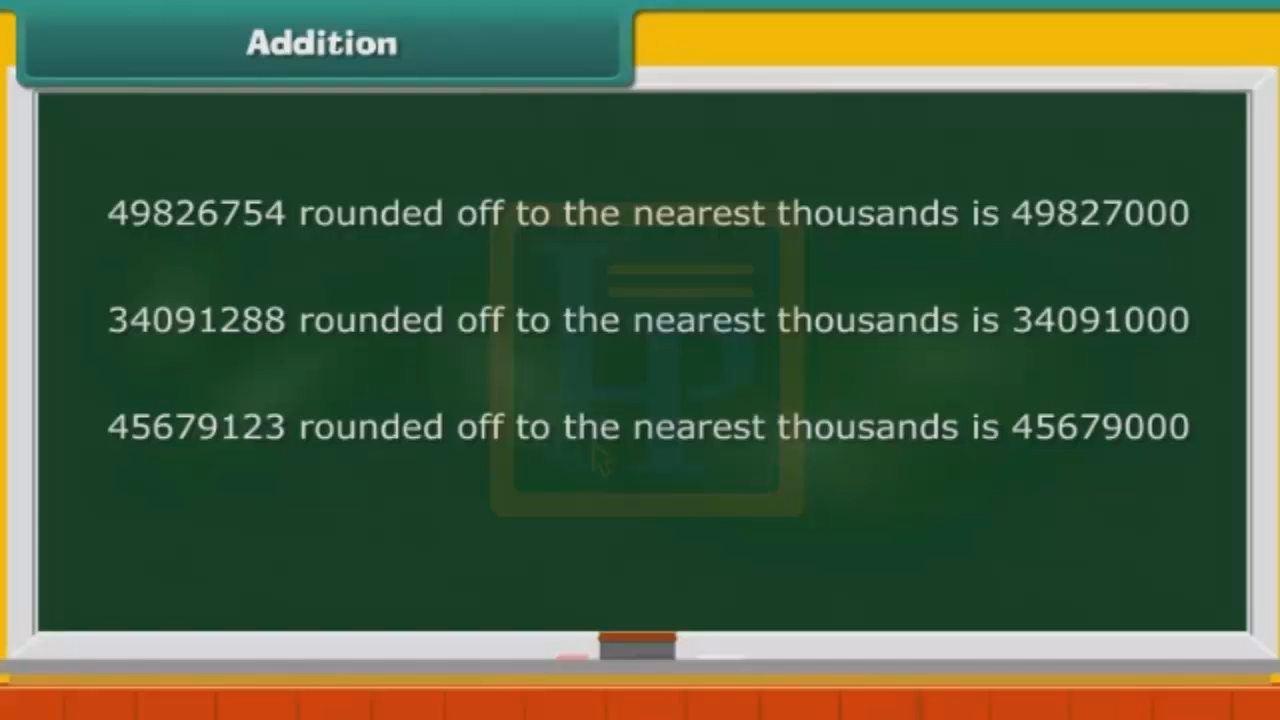 Addition
49826754 rounded off to the nearest thousands is 49827000
34091288 rounded off to the nearest thousands is 34091000
45679123 rounded off to the nearest thousands is 45679000